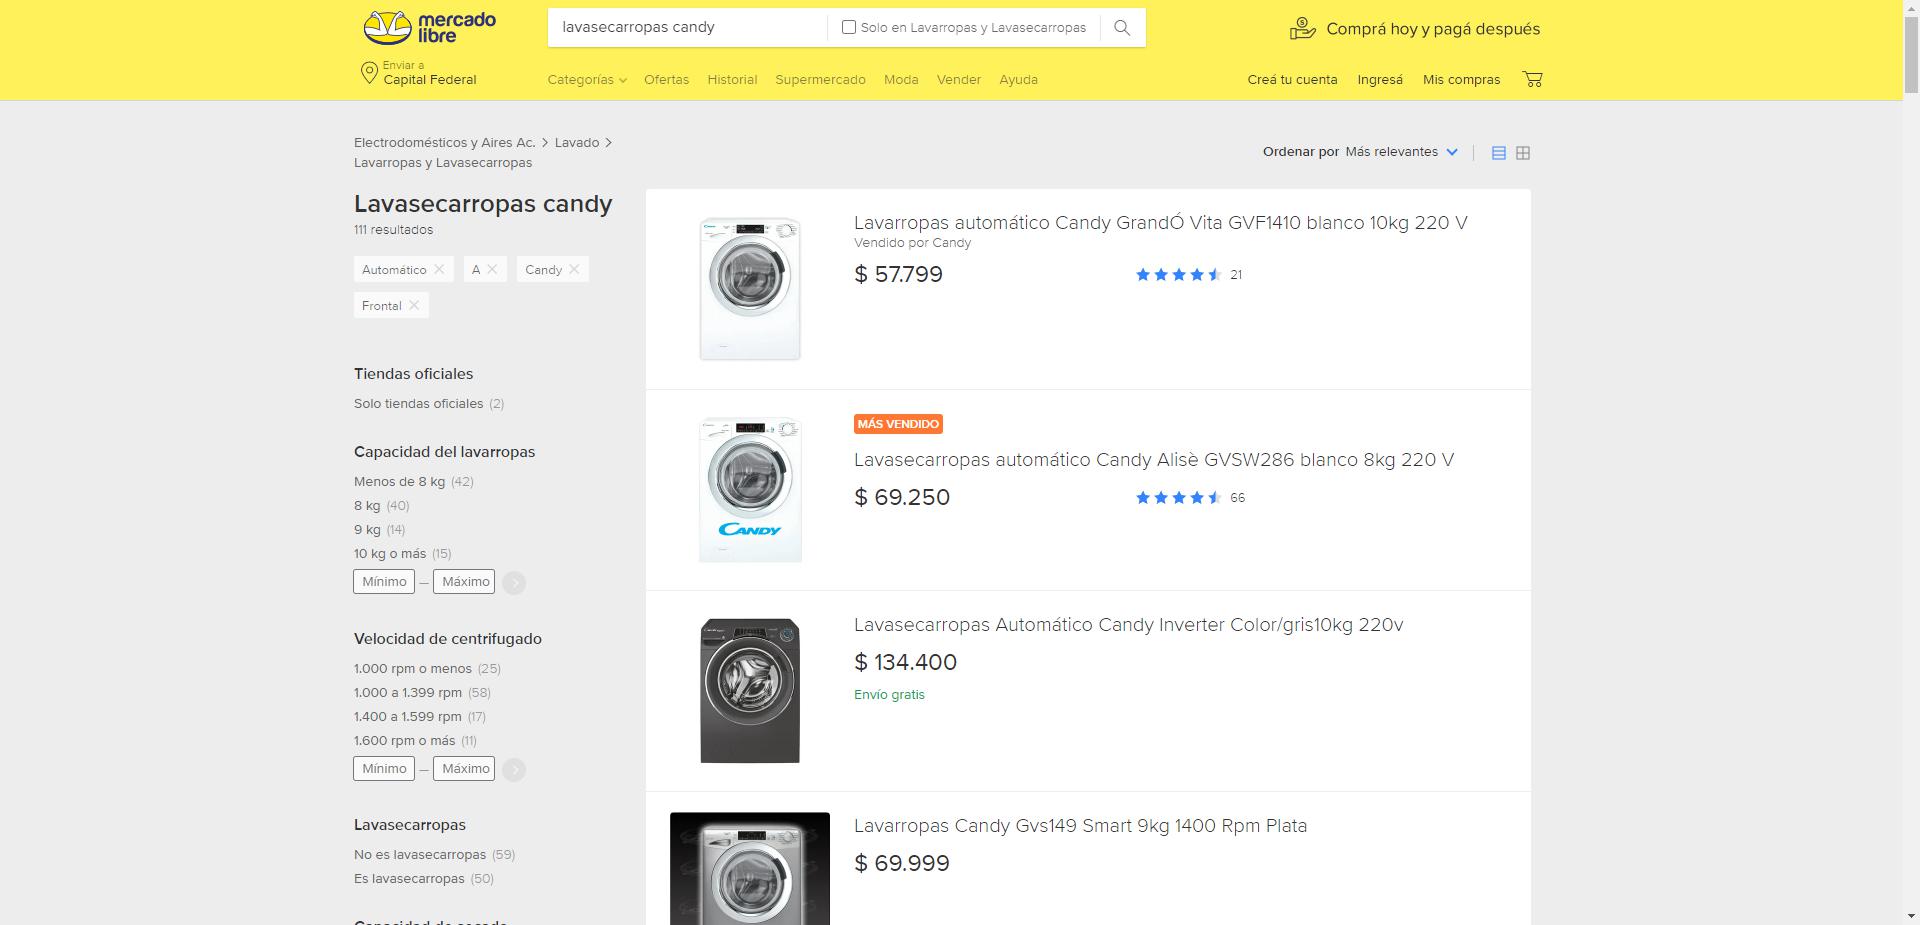 mercado
libre
lavasecarropas candy
Solo en Lavarropas y Lavasecarropas
Comprá hoy y pagá después
Enviar a
Capital Federal
Categorías
Ofertas
Historial
Supermercado
Moda
Vender
Ayuda
Creá tu cuenta
Ingresá
Mis compras
Electrodomésticos y Aires Ac. > Lavado >
Lavarropas y Lavasecarropas
Ordenar por Más relevantes
Lavasecarropas candy
111 resultados
Automático
A
Candy
Frontal
Tiendas oficiales
Solo tiendas oficiales (2)
Capacidad del lavarropas
Menos de 8 kg (42)
8 kg (40)
9 kg (14)
10 kg o más (15)
Mínimo — Máximo
Velocidad de centrifugado
1.000 rpm o menos (25)
1.000 a 1.399 rpm (58)
1.400 a 1.599 rpm (17)
1.600 rpm o más (11)
Mínimo — Máximo
Lavasecarropas
No es lavasecarropas (59)
Es lavasecarropas (50)
Lavarropas automático Candy GrandÓ Vita GVF1410 blanco 10kg 220 V
Vendido por Candy
$ 57.799
21
MÁS VENDIDO
Lavasecarropas automático Candy Alisè GVSW286 blanco 8kg 220 V
$ 69.250
66
CANDY
Lavasecarropas Automático Candy Inverter Color/gris10kg 220v
$ 134.400
Envío gratis
Lavarropas Candy Gvs149 Smart 9kg 1400 Rpm Plata
$ 69.999